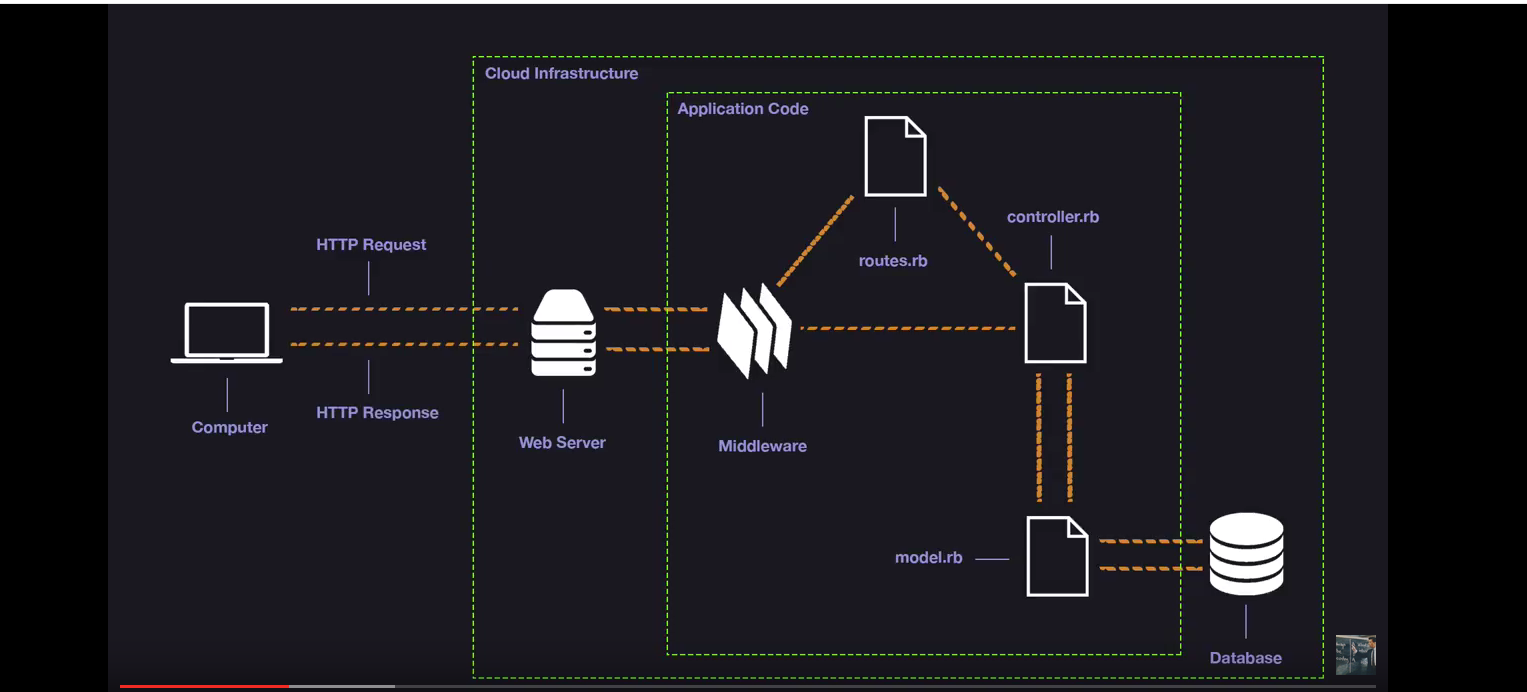 Cloud Infrastructure
Application Code
controller.rb
HTTP Request
routes.rb
HTTP Response
Computer
Web Server
Middleware
model.rb
Database